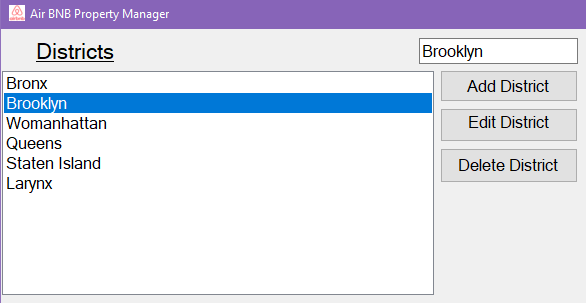 Air BNB Property Manager
Districts
Brooklyn
Bronx
Brooklyn
Womanhattan
Queens
Staten Island
Larynx
Add District
Edit District
Delete District